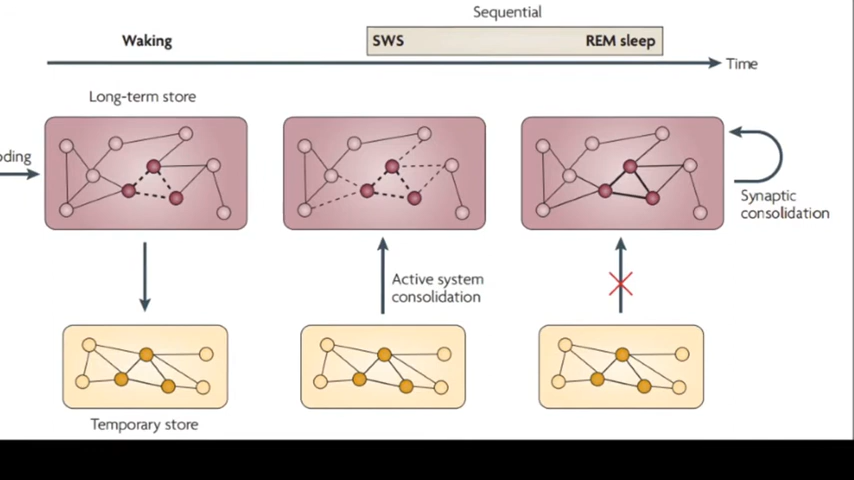 Sequential
Waking
SWS
REM sleep
Time
Long-term store
oding
Synaptic
consolidation
Active system
consolidation
Temporary store